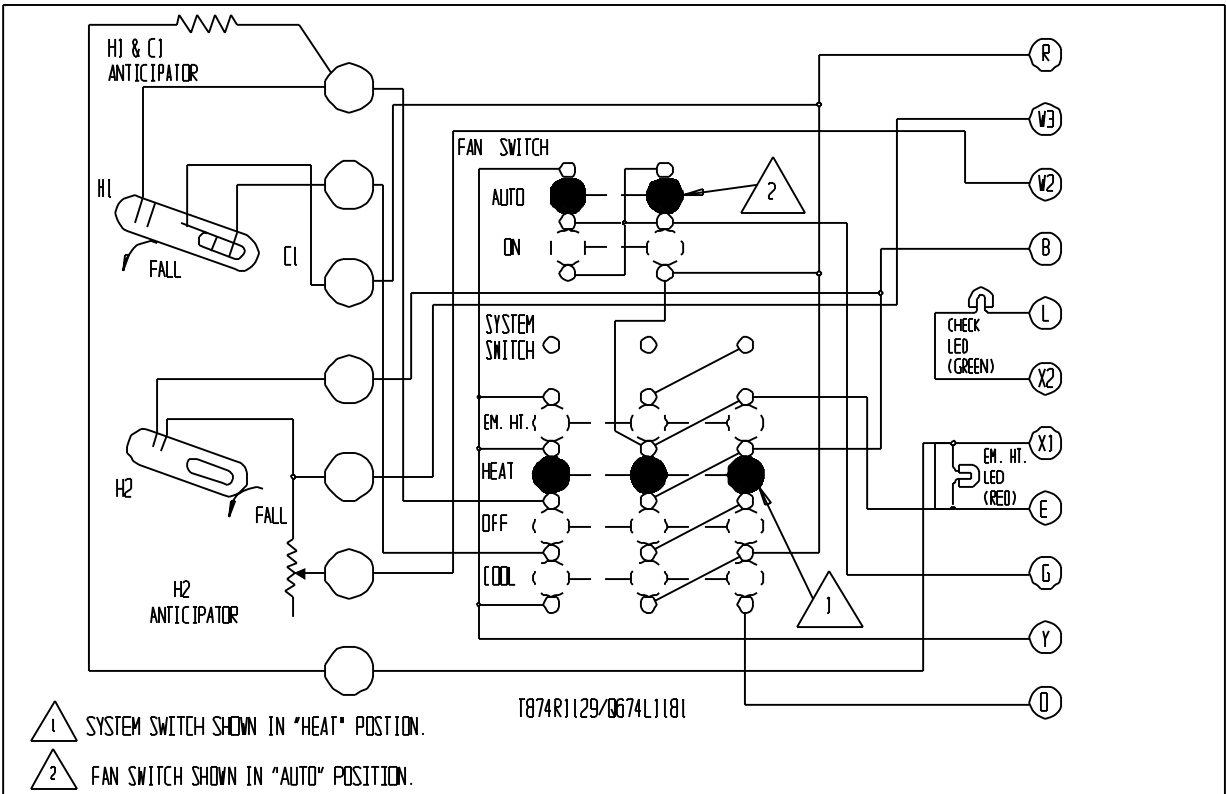 H1 & C1
ANTICIPATOR
R
W3
FAN SWITCH
W2
AUTO
2
H1
ON
B
C1
FALL
L
SYSTEM
SWITCH
CHECK
LED
(GREEN)
X2
EM. HT.
X1
EM. HT.
LED
(RED)
HEAT
H2
E
FALL
OFF
G
COOL
H2
ANTICIPATOR
1
Y
O
T874R1129/Q674L1181
1 SYSTEM SWITCH SHOWN IN "HEAT" POSTION.
2 FAN SWITCH SHOWN IN "AUTO" POSITION.